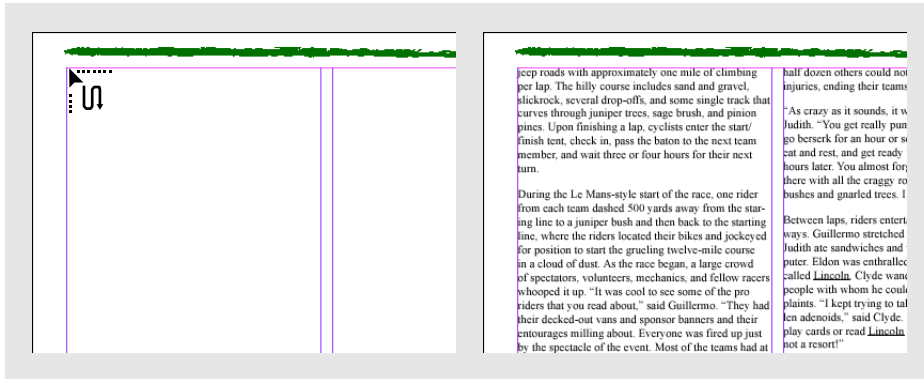 jeep roads with approximately one mile of climbing
per lap. The hilly course includes sand and gravel,
slickrock, several drop-offs, and some single track that
curves through juniper trees, sage brush, and pinion
pines. Upon finishing a lap, cyclists enter the start/
finish tent, check in, pass the baton to the next team
member, and wait three or four hours for their next
turn.
During the Le Mans-style start of the race, one rider
from each team dashed 500 yards away from the star-
ing line to a juniper bush and then back to the starting
line, where the riders located their bikes and jockeyed
for position to start the grueling twelve-mile course
in a cloud of dust. As the race began, a large crowd
of spectators, volunteers, mechanics, and fellow racers
whooped it up. “It was cool to see some of the pro
riders that you read about,” said Guillermo. “They had
their decked-out vans and sponsor banners and their
entourages milling about. Everyone was fired up just
by the spectacle of the event. Most of the teams had at
half dozen others could not
injuries, ending their teams
“As crazy as it sounds, it w
Judith. “You get really pun
go berserk for an hour or s
eat and rest, and get ready
hours later. You almost forg
there with all the craggy ro
bushes and gnarled trees. I
Between laps, riders entert
ways. Guillermo stretched
Judith ate sandwiches and
puter. Eldon was enthralled
called Lincoln. Clyde wand
people with whom he could
plaints. “I kept trying to tal
len adenoids,” said Clyde.
play cards or read Lincoln
not a resort!”